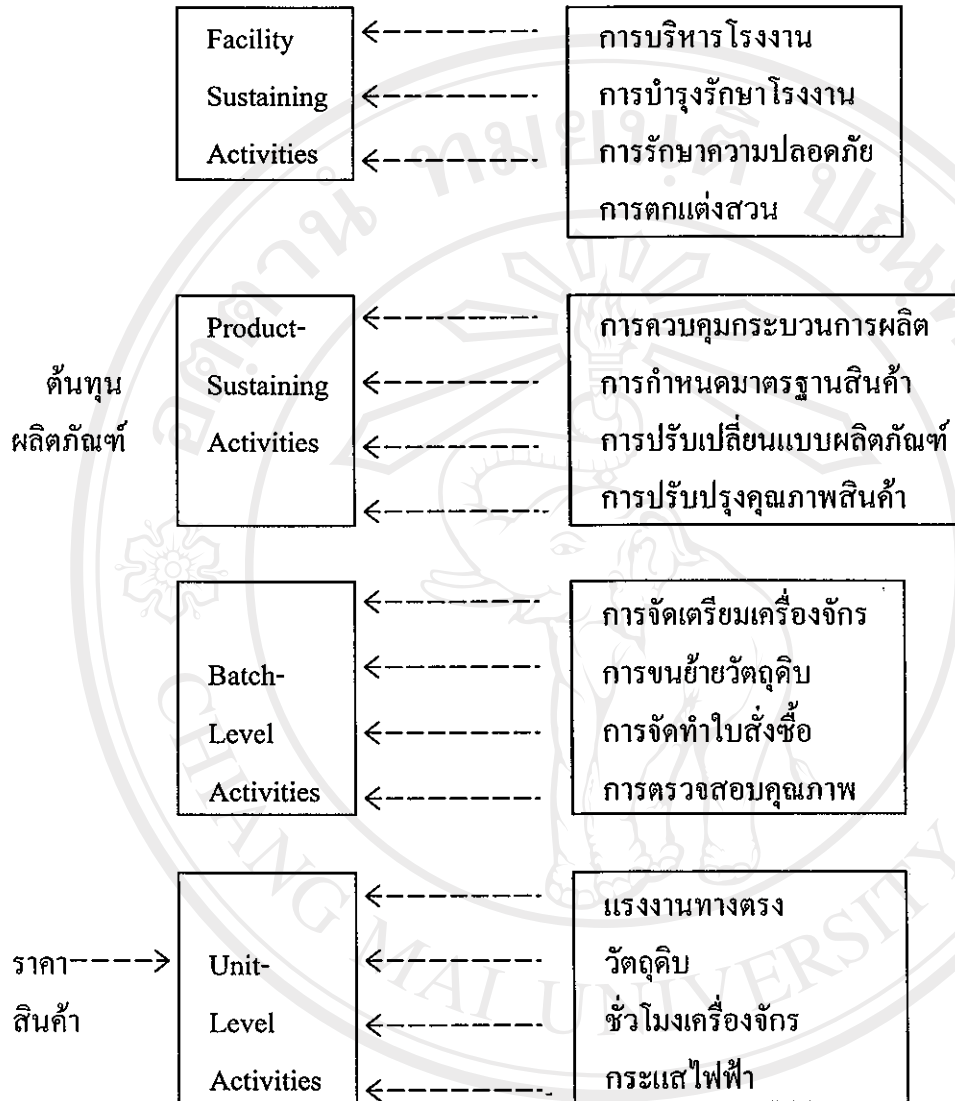 Facility
Sustaining
Activities
การบริหารโรงงาน
การบำรุงรักษาโรงงาน
การรักษาความปลอดภัย
การตกแต่งสวน
ต้นทุน
ผลิตภัณฑ์
Product-
Sustaining
Activities
การควบคุมกระบวนการผลิต
การกำหนดมาตรฐานสินค้า
การปรับเปลี่ยนแบบผลิตภัณฑ์
การปรับปรุงคุณภาพสินค้า
Batch-
Level
Activities
การจัดเตรียมเครื่องจักร
การขนย้ายวัตถุดิบ
การจัดทำใบสั่งซื้อ
การตรวจสอบคุณภาพ
ราคา
สินค้า
Unit-
Level
Activities
แรงงานทางตรง
วัตถุดิบ
ชั่วโมงเครื่องจักร
กระแสไฟฟ้า
CHIANG MAI UNIVERSITY